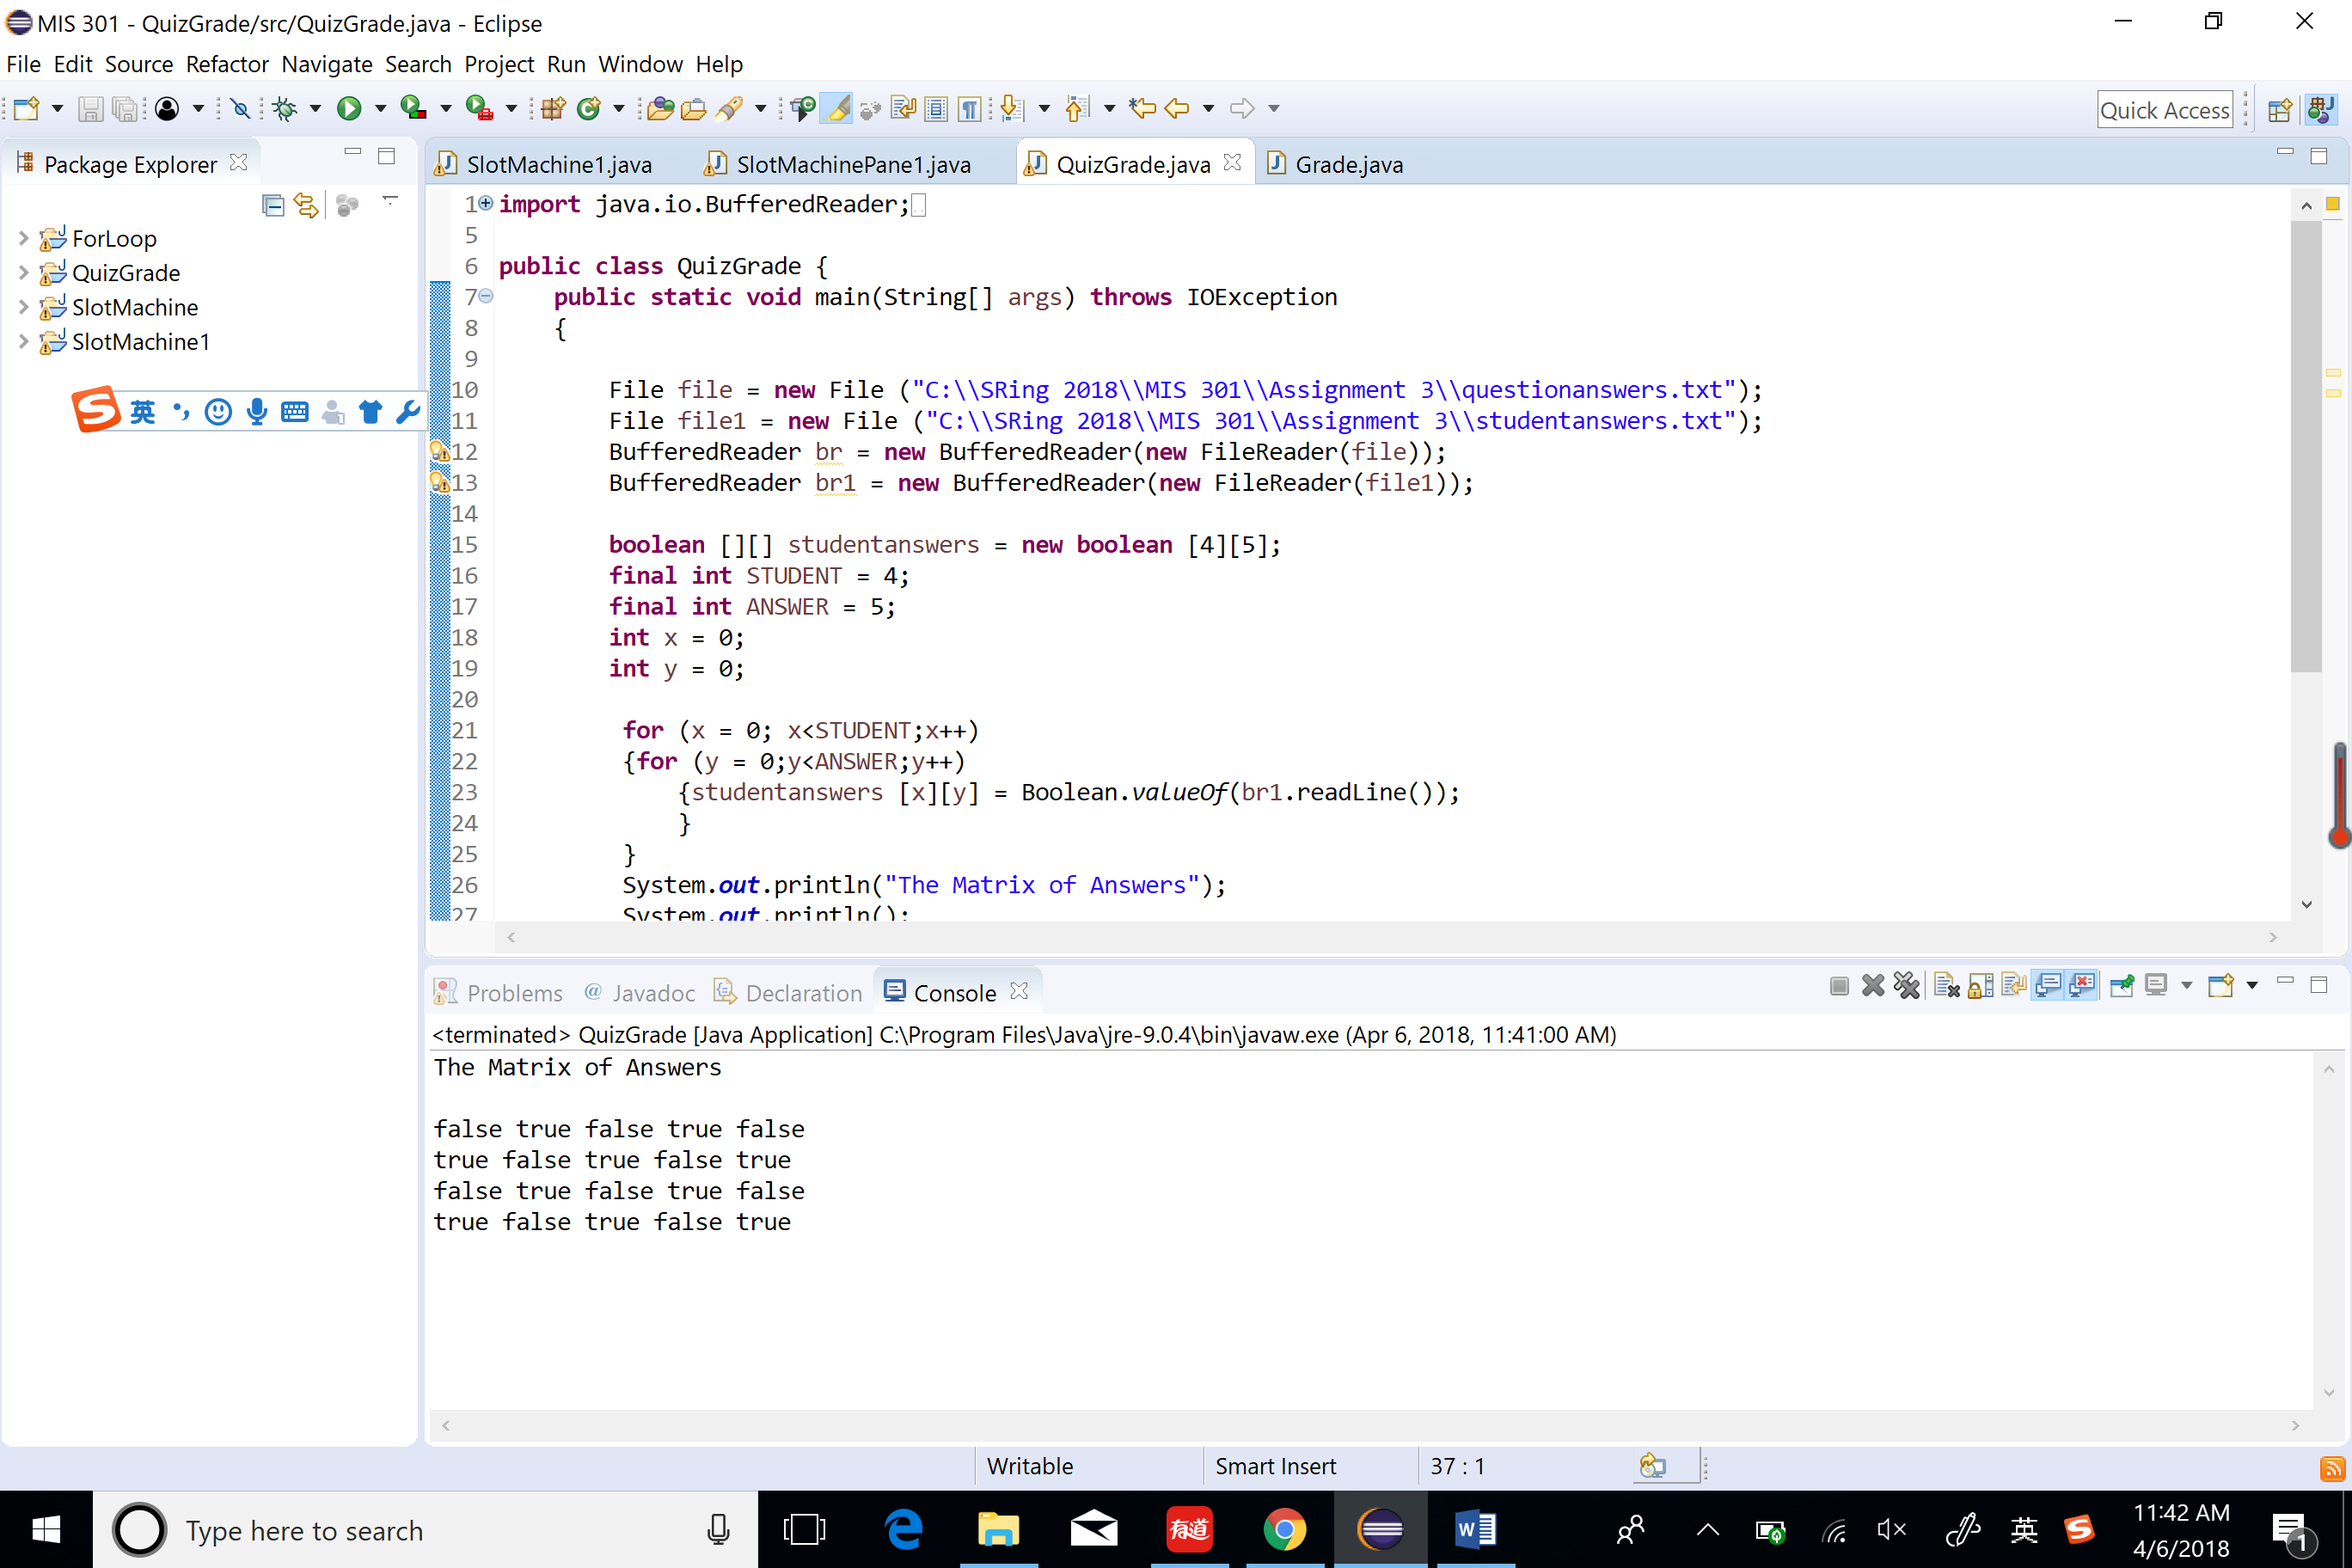 MIS 301 - QuizGrade/src/QuizGrade.java - Eclipse
File Edit Source Refactor Navigate Search Project Run Window Help
Quick Access
Package Explorer
SlotMachine1.java SlotMachinePane1.java QuizGrade.java Grade.java
ForLoop
QuizGrade
SlotMachine
SlotMachine1
英
1 import java.io.BufferedReader;
5
6 public class QuizGrade {
7 public static void main(String[] args) throws IOException
8 {
9
10 File file = new File ("C:\\SRing 2018\\MIS 301\\Assignment 3\\questionanswers.txt");
11 File file1 = new File ("C:\\SRing 2018\\MIS 301\\Assignment 3\\studentanswers.txt");
12 BufferedReader br = new BufferedReader(new FileReader(file));
13 BufferedReader br1 = new BufferedReader(new FileReader(file1));
14
15 boolean [][] studentanswers = new boolean [4][5];
16 final int STUDENT = 4;
17 final int ANSWER = 5;
18 int x = 0;
19 int y = 0;
20
21 for (x = 0; x<STUDENT;x++)
22 {for (y = 0;y<ANSWER;y++)
23 {studentanswers [x][y] = Boolean.valueOf(br1.readLine());
24 }
25 }
26 System.out.println("The Matrix of Answers");
27 System.out.println();
Problems @ Javadoc Declaration Console
<terminated> QuizGrade [Java Application] C:\Program Files\Java\jre-9.0.4\bin\javaw.exe (Apr 6, 2018, 11:41:00 AM)
The Matrix of Answers
false true false true false
true false true false true
false true false true false
true false true false true
Writable Smart Insert 37 : 1
Type here to search
有道
英
11:42 AM
4/6/2018
1